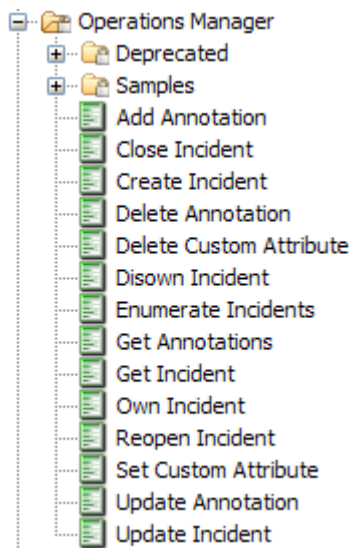 Operations Manager
Deprecated
Samples
Add Annotation
Close Incident
Create Incident
Delete Annotation
Delete Custom Attribute
Disown Incident
Enumerate Incidents
Get Annotations
Get Incident
Own Incident
Reopen Incident
Set Custom Attribute
Update Annotation
Update Incident